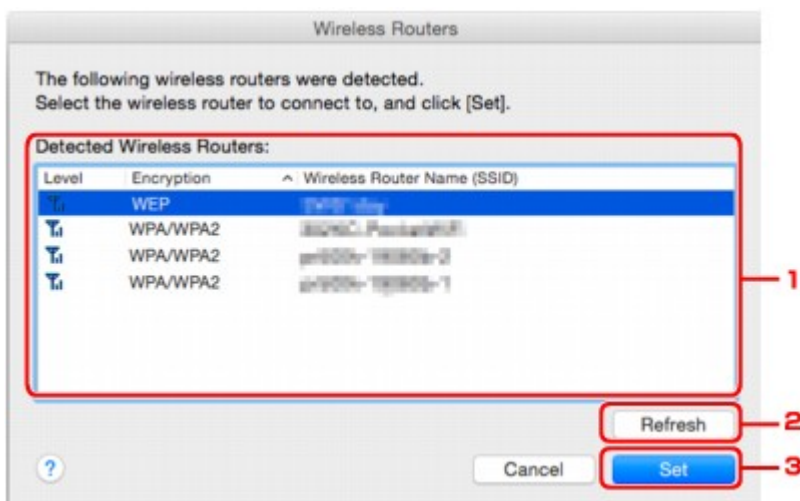 Wireless Routers
The following wireless routers were detected.
Select the wireless router to connect to, and click [Set].
Detected Wireless Routers:
Level Encryption ^ Wireless Router Name (SSID)
WEP
WPA/WPA2
WPA/WPA2
WPA/WPA2
1
Refresh 2
? Cancel Set 3